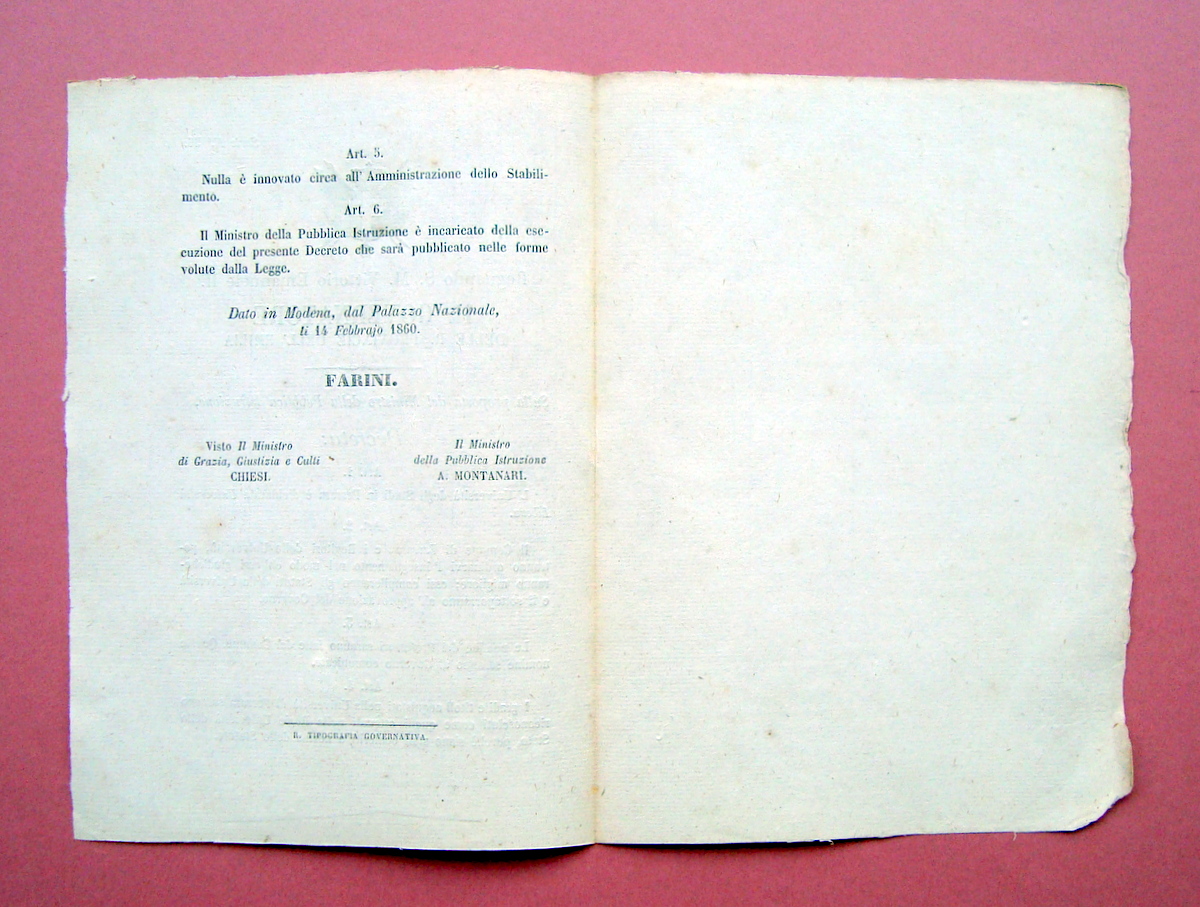 Art. 5.
Nulla è innovato circa all' Amministrazione dello Stabili-
mento.
Art. 6.
Il Ministro della Pubblica Istruzione è incaricato della ese-
cuzione del presente Decreto che sarà pubblicato nelle forme
volute dalla Legge.
Dato in Modena, dal Palazzo Nazionale,
li 14 Febbrajo 1860.
FARINI.
Visto Il Ministro
di Grazia, Giustizia e Culti
CHIESI.
Il Ministro
della Pubblica Istruzione
A. MONTANARI.
R. TIPOGRAFIA GOVERNATIVA.